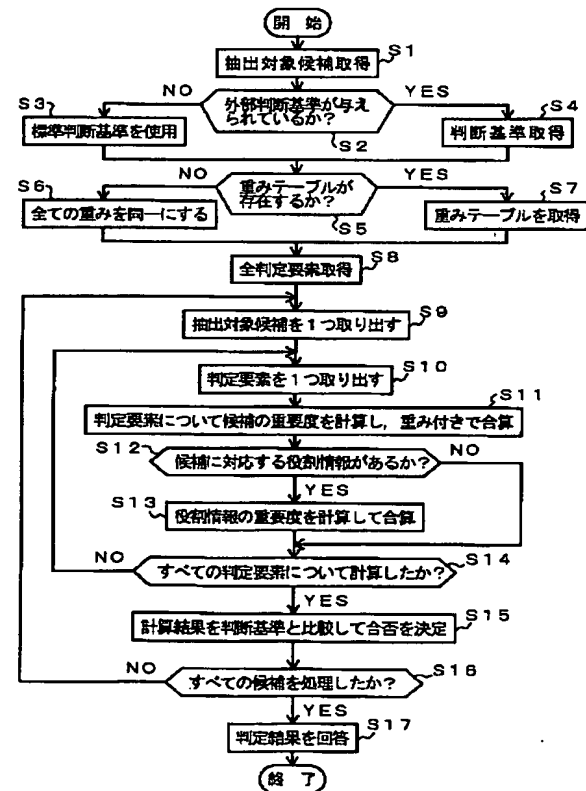 開 始
S1
抽出対象候補取得
NO
外部判断基準が与え
られているか?
YES
S2
S3
標準判断基準を使用
S4
判断基準取得
NO
重みテーブルが
存在するか?
YES
S5
S6
全ての重みを同一にする
S7
重みテーブルを取得
S8
全判定要素取得
S9
抽出対象候補を1つ取り出す
S10
判定要素を1つ取り出す
S11
判定要素について候補の重要度を計算し,重み付きで合算
S12
候補に対応する役割情報があるか?
NO
YES
S13
役割情報の重要度を計算して合算
NO
すべての判定要素について計算したか?
S14
YES
S15
計算結果を判断基準と比較して合否を決定
NO
すべての候補を処理したか?
S16
YES
S17
判定結果を回答
終 了